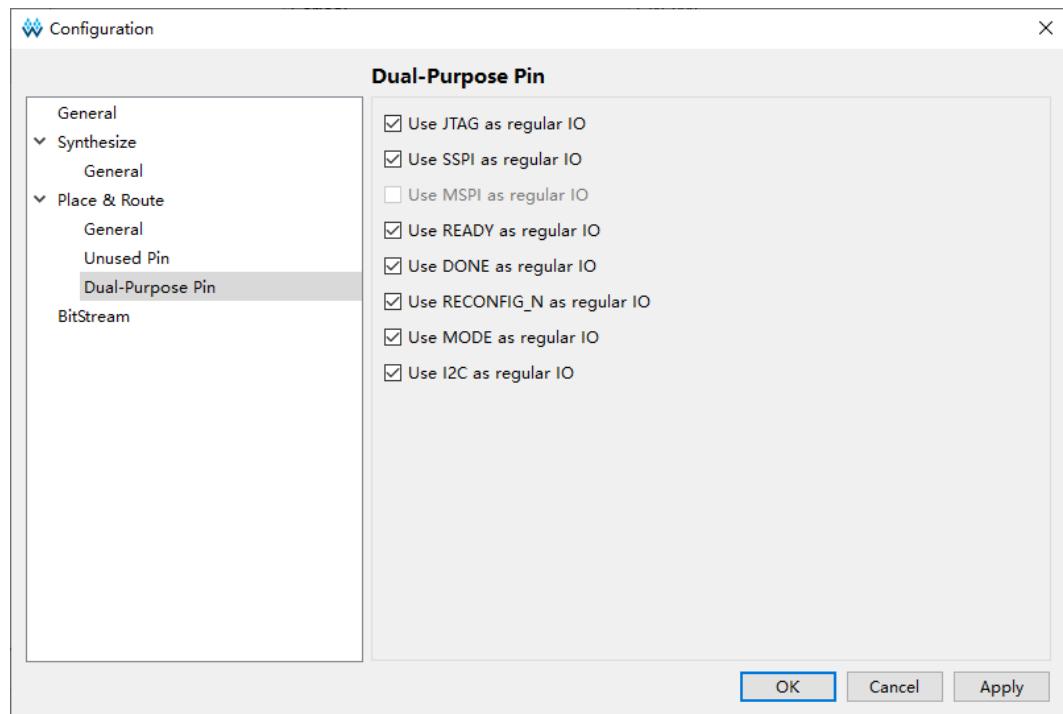 Configuration
Dual-Purpose Pin
General
Synthesize
General
Place & Route
General
Unused Pin
Dual-Purpose Pin
BitStream
Use JTAG as regular IO
Use SSPI as regular IO
Use MSPI as regular IO
Use READY as regular IO
Use DONE as regular IO
Use RECONFIG_N as regular IO
Use MODE as regular IO
Use I2C as regular IO
OK Cancel Apply